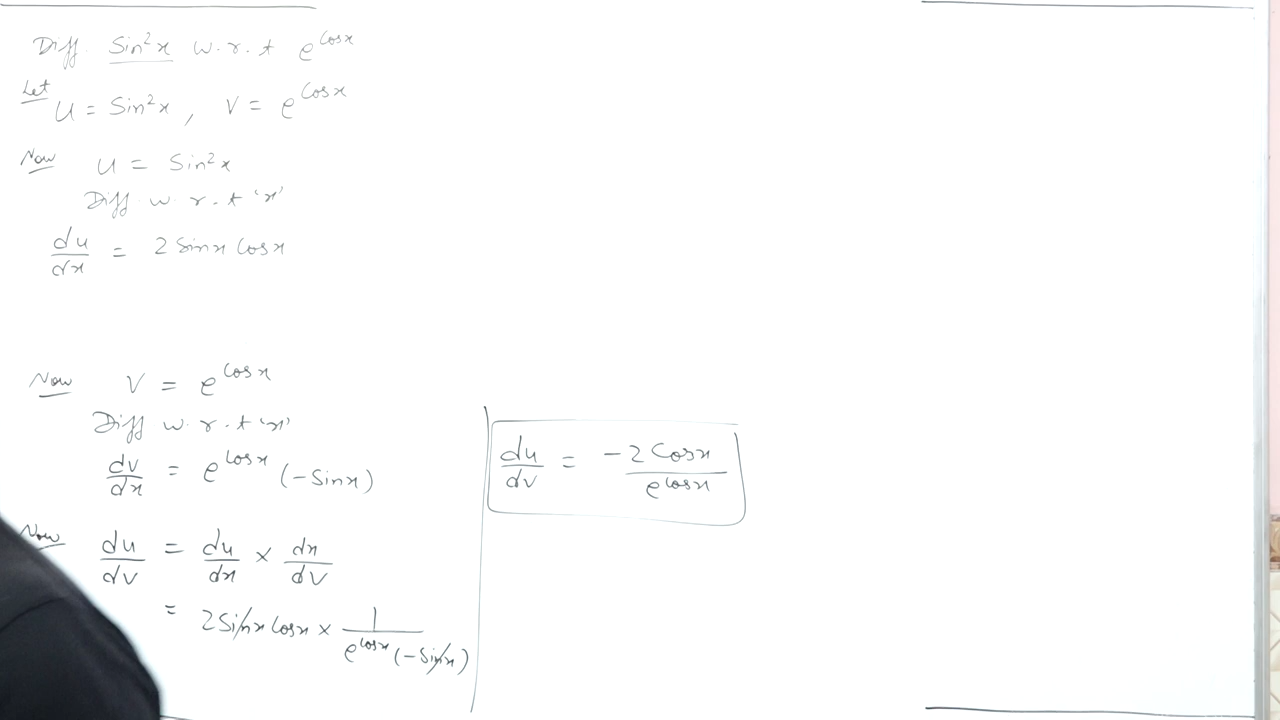 Diff. Sin²x w.r.t e^Cosx
Let U = Sin²x, V = e^Cosx
Now U = Sin²x
Diff w.r.t 'x'
du/dx = 2 Sinx Cosx
Now V = e^Cosx
Diff w.r.t 'x'
dv/dx = e^Cosx (-Sinx)
Now du/dv = du/dx × dx/dv
= 2Sinx Cosx × 1/e^cosx (-Sinx)
du/dv = -2 Cosx/e^cosx